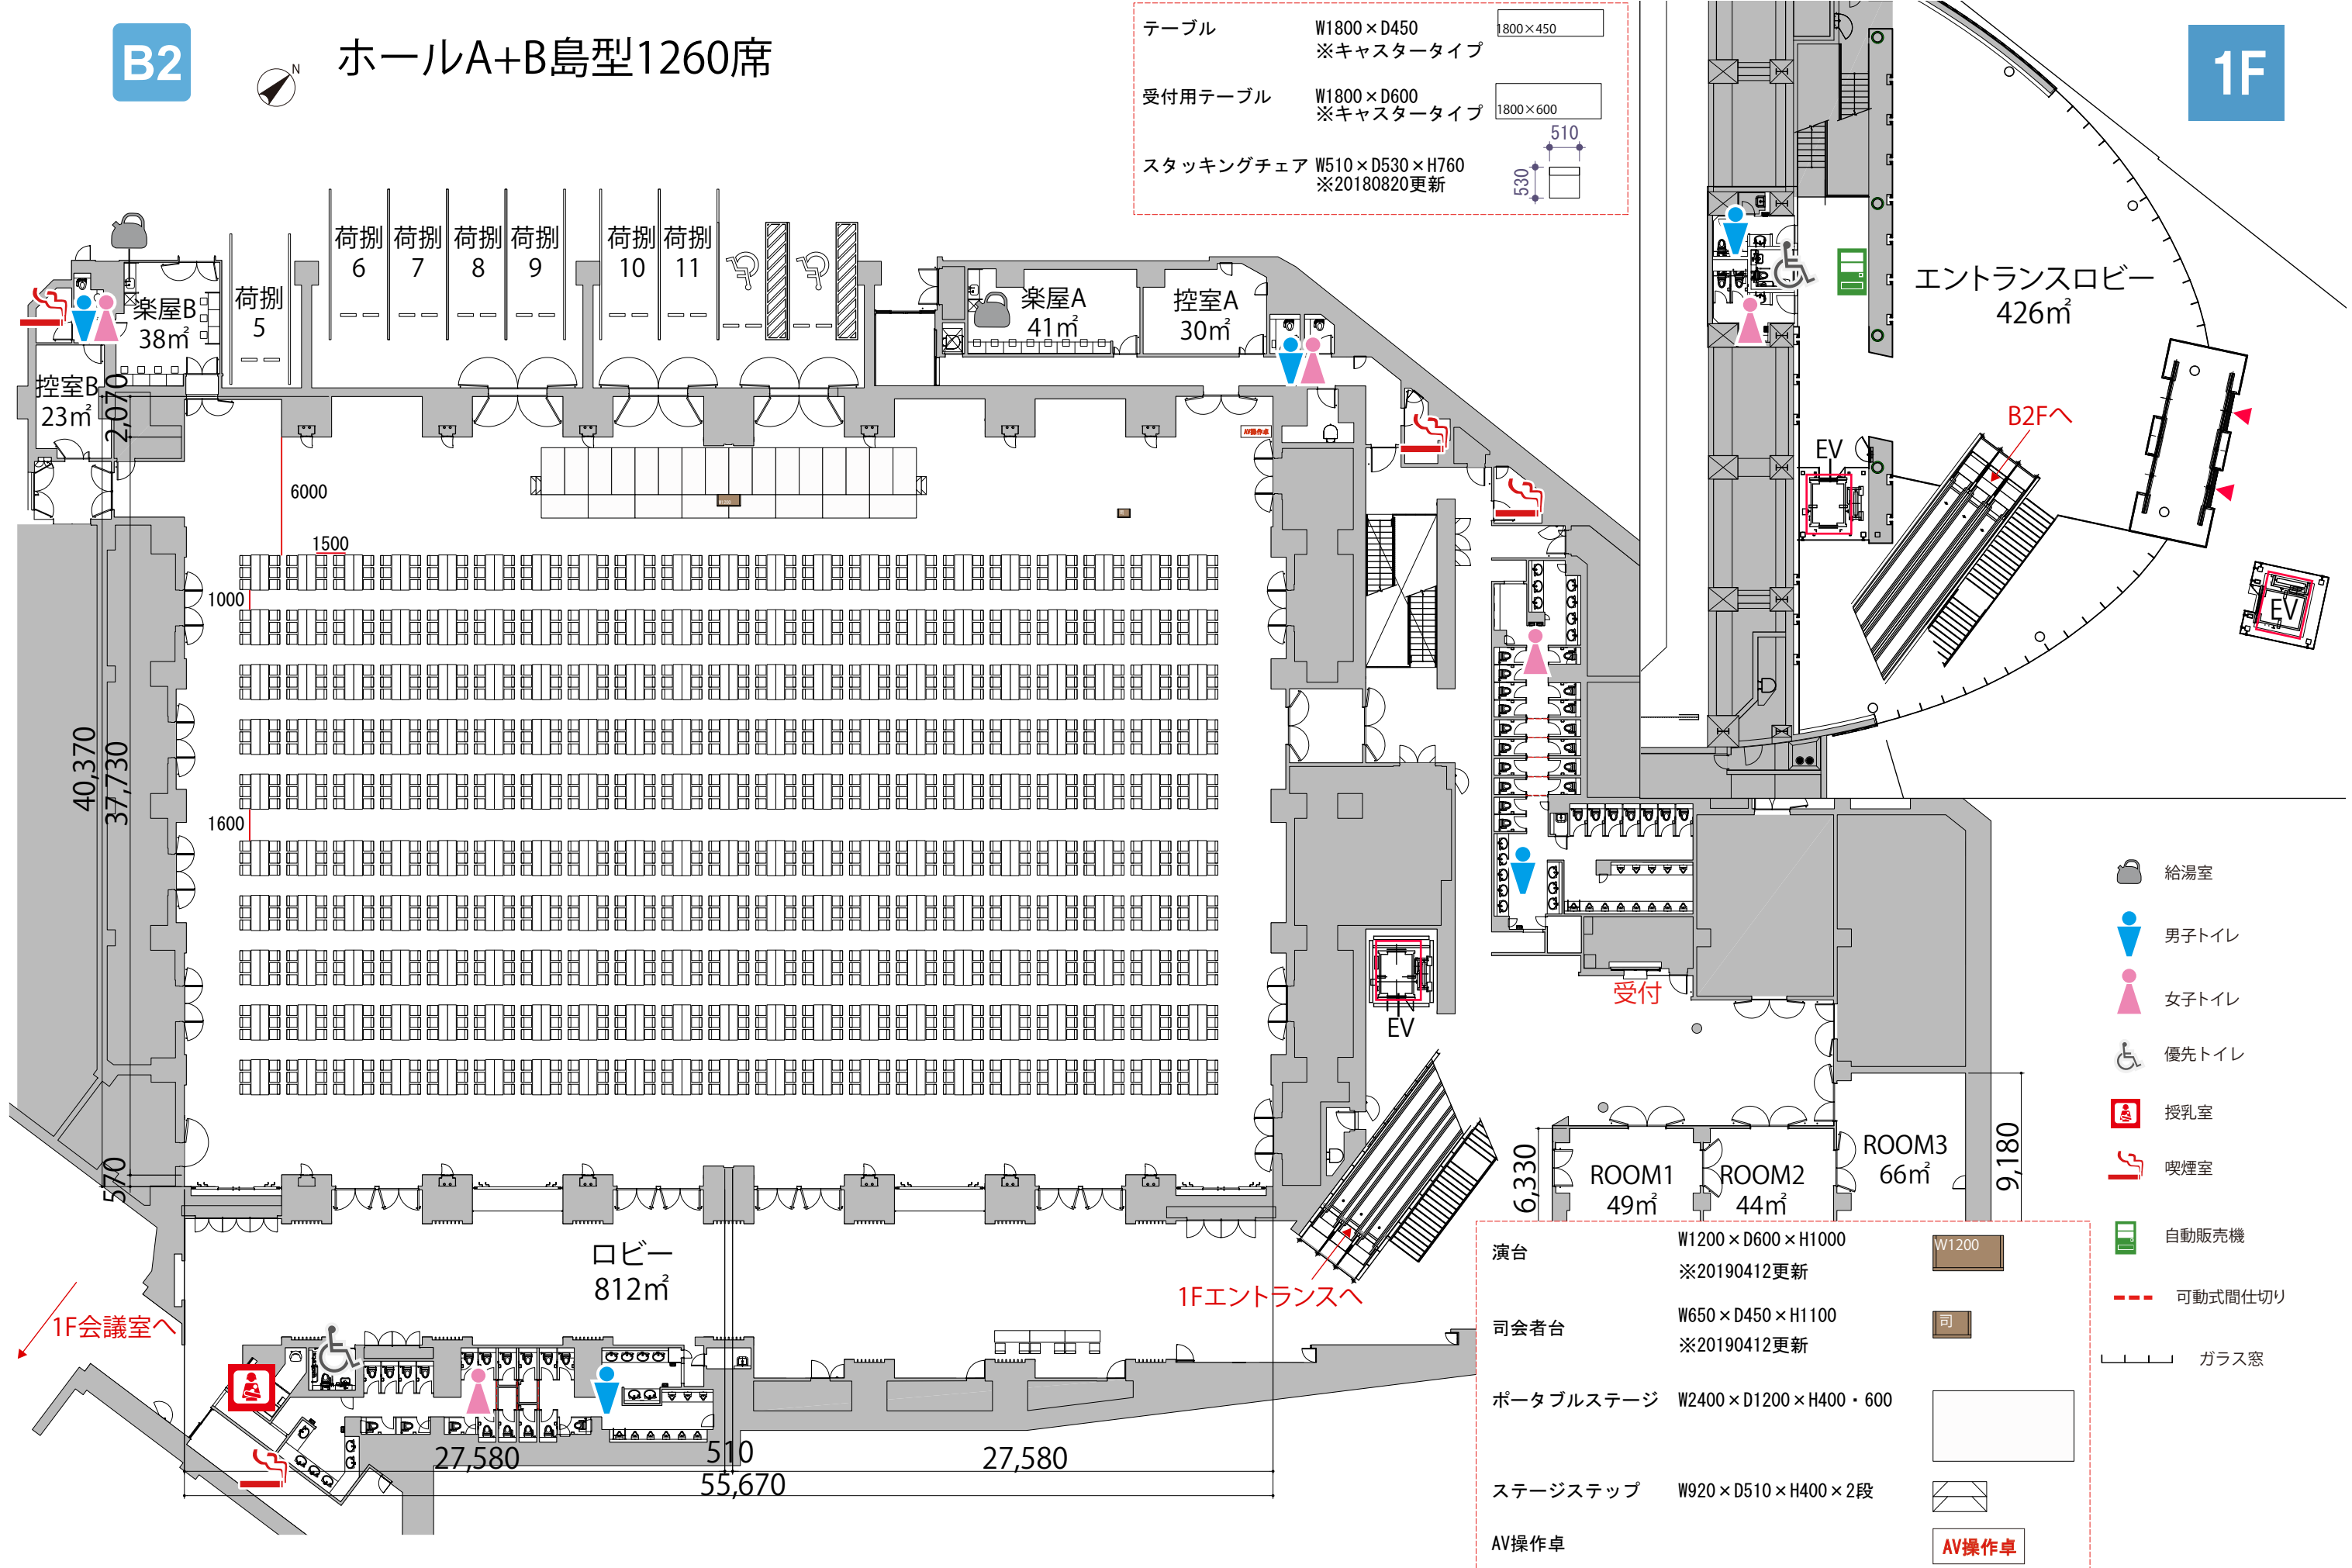 B2
ホールA+B島型1260席
N
テーブル
W1800×D450
※キャスタータイプ
1800×450
受付用テーブル
W1800×D600
※キャスタータイプ
1800×600
スタッキングチェア
W510×D530×H760
※20180820更新
510
530
1F
エントランスロビー
426㎡
B2Fへ
EV
EV
荷捌
5
荷捌
6
荷捌
7
荷捌
8
荷捌
9
荷捌
10
荷捌
11
楽屋B
38㎡
控室B
23㎡
楽屋A
41㎡
控室A
30㎡
AV操作卓
2,070
6000
1500
1000
1600
40,370
37,730
570
EV
受付
ROOM1
49㎡
ROOM2
44㎡
ROOM3
66㎡
6,330
9,180
ロビー
812㎡
1Fエントランスへ
1F会議室へ
27,580
510
27,580
55,670
給湯室
男子トイレ
女子トイレ
優先トイレ
授乳室
喫煙室
自動販売機
可動式間仕切り
ガラス窓
演台
W1200×D600×H1000
※20190412更新
W1200
司会者台
W650×D450×H1100
※20190412更新
司
ポータブルステージ
W2400×D1200×H400・600
ステージステップ
W920×D510×H400×2段
AV操作卓
AV操作卓